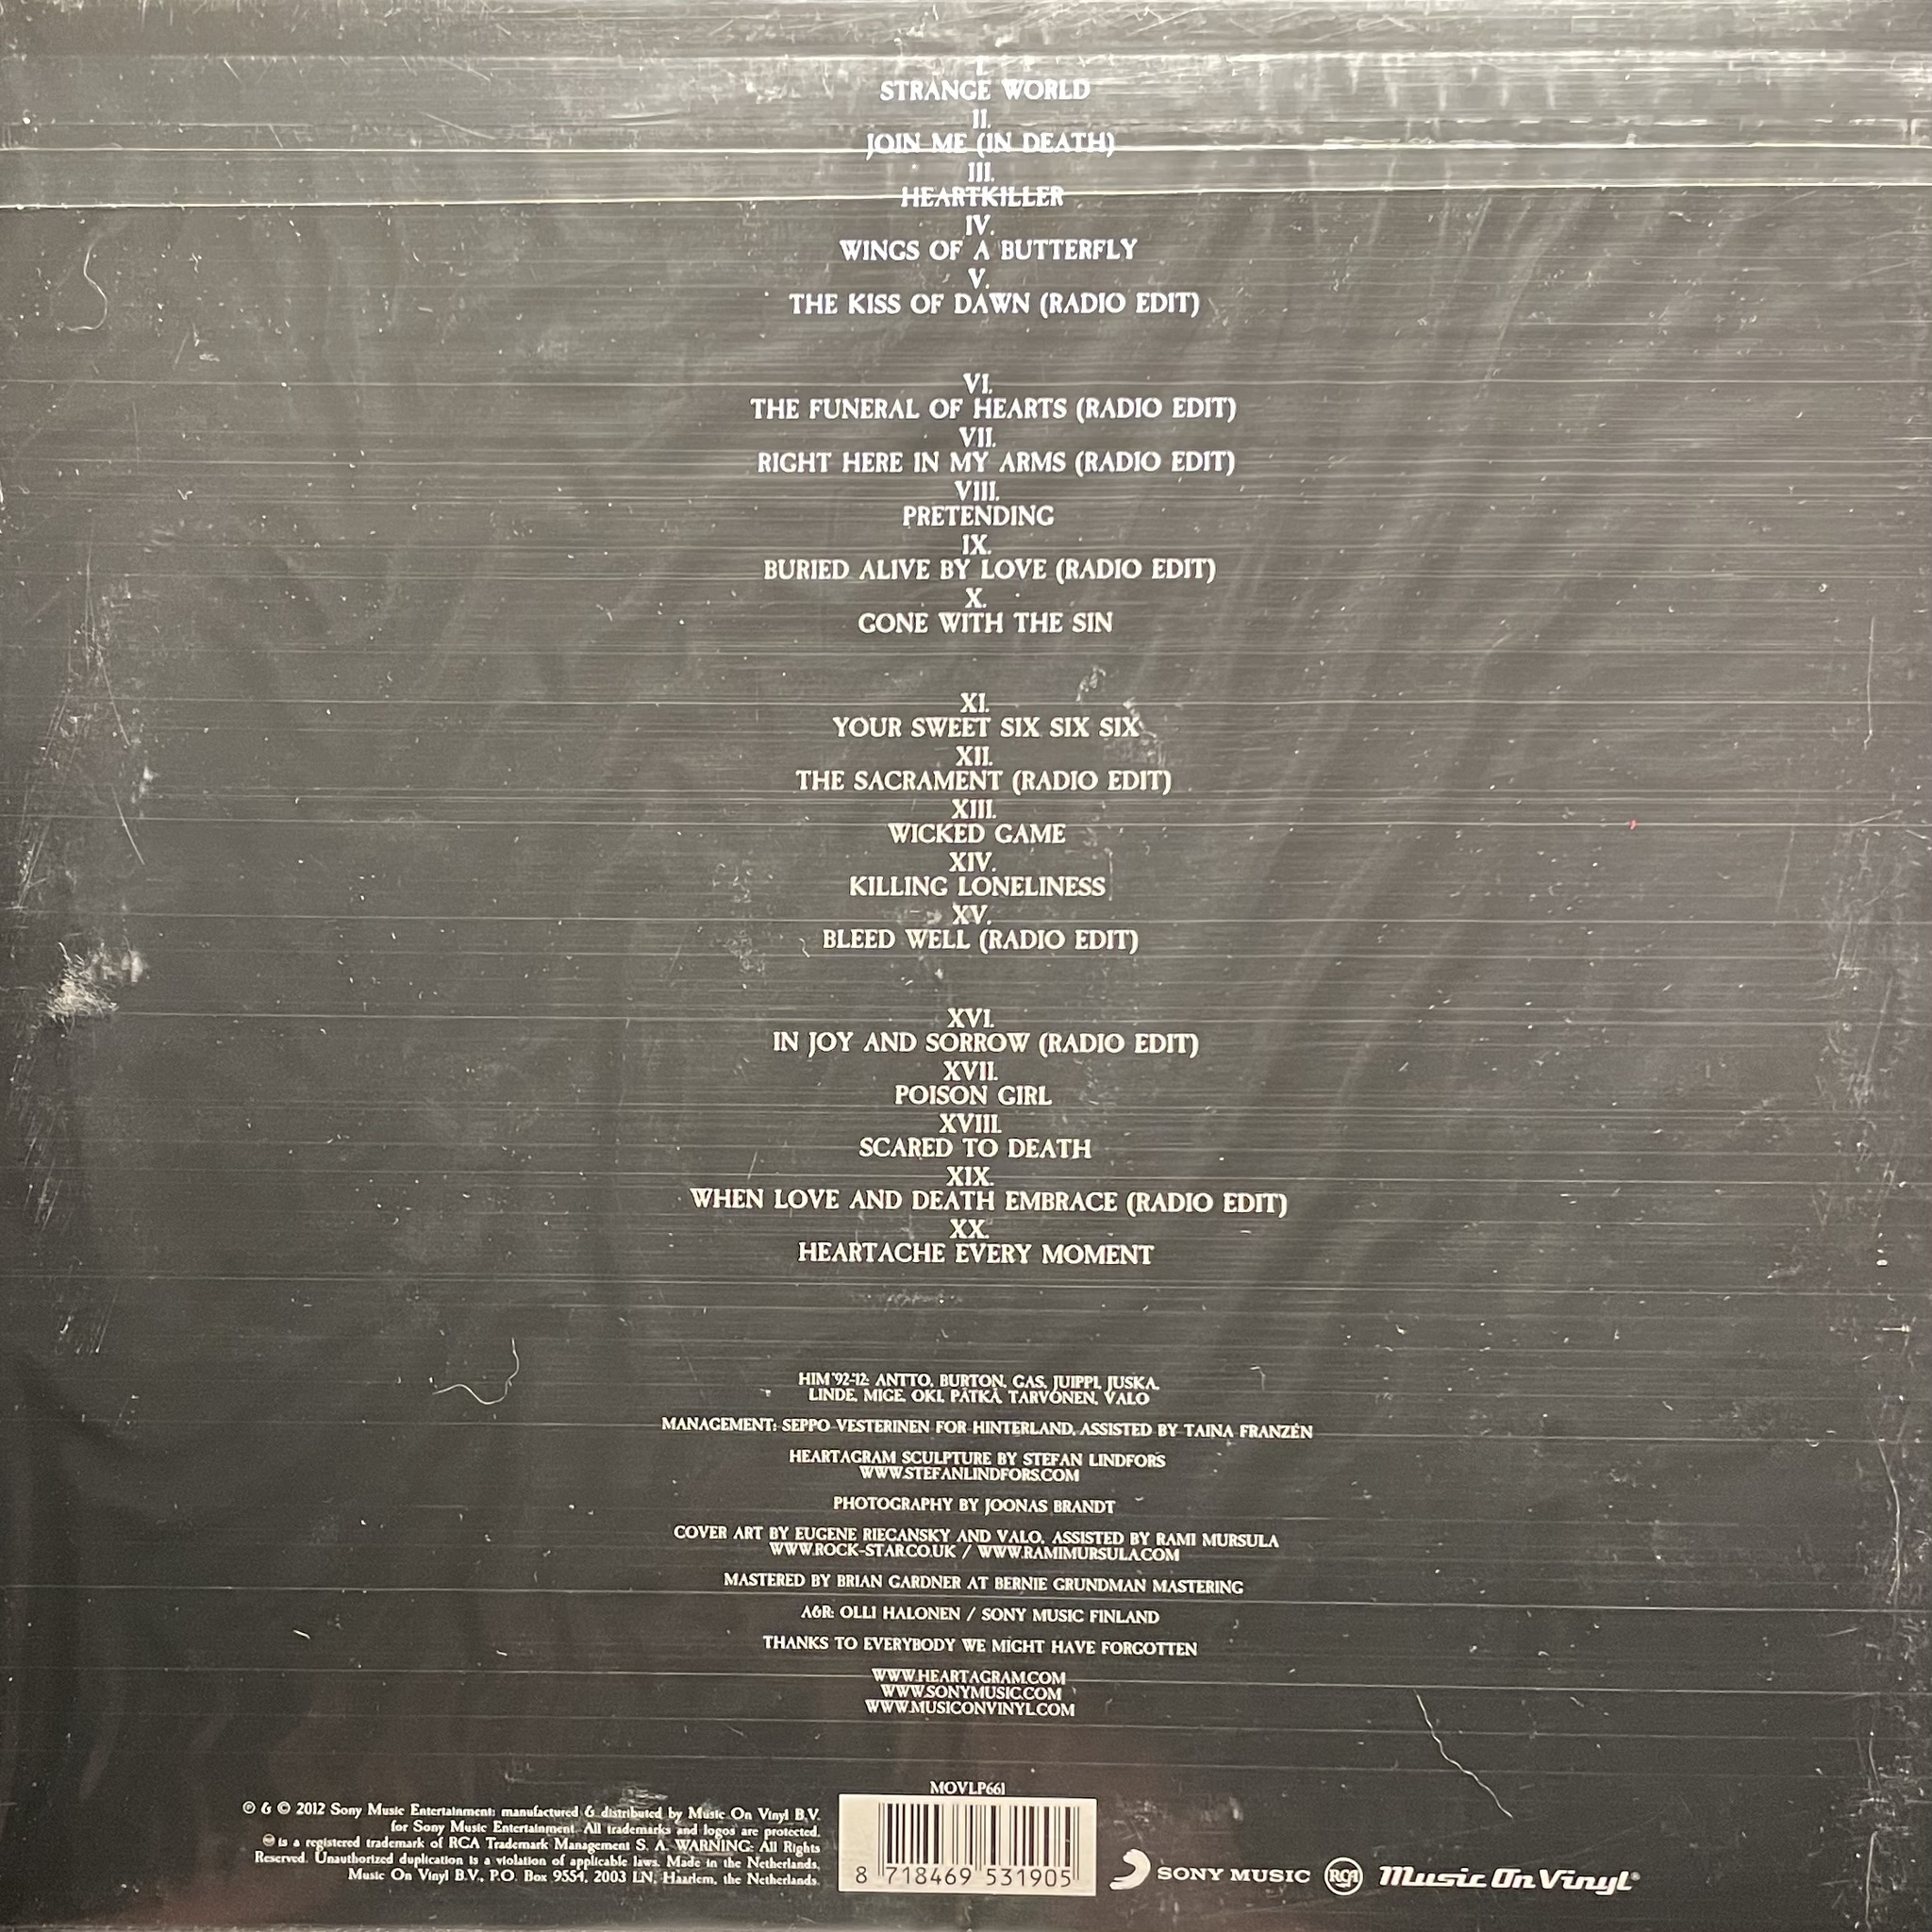 I.
STRANGE WORLD
II.
JOIN ME (IN DEATH)
III.
HEARTKILLER
IV.
WINGS OF A BUTTERFLY
V.
THE KISS OF DAWN (RADIO EDIT)
VI.
THE FUNERAL OF HEARTS (RADIO EDIT)
VII.
RIGHT HERE IN MY ARMS (RADIO EDIT)
VIII.
PRETENDING
IX.
BURIED ALIVE BY LOVE (RADIO EDIT)
X.
GONE WITH THE SIN
XI.
YOUR SWEET SIX SIX SIX
XII.
THE SACRAMENT (RADIO EDIT)
XIII.
WICKED GAME
XIV.
KILLING LONELINESS
XV.
BLEED WELL (RADIO EDIT)
XVI.
IN JOY AND SORROW (RADIO EDIT)
XVII.
POISON GIRL
XVIII.
SCARED TO DEATH
XIX.
WHEN LOVE AND DEATH EMBRACE (RADIO EDIT)
XX.
HEARTACHE EVERY MOMENT
HIM '92-'12: ANTTO, BURTON, GAS, JUIPPI, JUSKA,
LINDE, MIGE, OKI, PÄTKÄ, TARVONEN, VALO
MANAGEMENT: SEPPO VESTERINEN FOR HINTERLAND, ASSISTED BY TAINA FRANZÉN
HEARTAGRAM SCULPTURE BY STEFAN LINDFORS
WWW.STEFANLINDFORS.COM
PHOTOGRAPHY BY JOONAS BRANDT
COVER ART BY EUGENE RIECANSKY AND VALO, ASSISTED BY RAMI MURSULA
WWW.ROCK-STAR.CO.UK / WWW.RAMIMURSULA.COM
MASTERED BY BRIAN GARDNER AT BERNIE GRUNDMAN MASTERING
A&R: OLLI HALONEN / SONY MUSIC FINLAND
THANKS TO EVERYBODY WE MIGHT HAVE FORGOTTEN
WWW.HEARTAGRAM.COM
WWW.SONYMUSIC.COM
WWW.MUSICONVINYL.COM
MOVLP661
℗ & © 2012 Sony Music Entertainment; manufactured & distributed by Music On Vinyl B.V.
for Sony Music Entertainment. All trademarks and logos are protected.
RCA is a registered trademark of RCA Trademark Management S. A. WARNING: All Rights
Reserved. Unauthorized duplication is a violation of applicable laws. Made in the Netherlands.
Music On Vinyl B.V., P.O. Box 9554, 2003 LN, Haarlem, the Netherlands.
8 718469 531905
SONY MUSIC
RCA
Music On Vinyl®